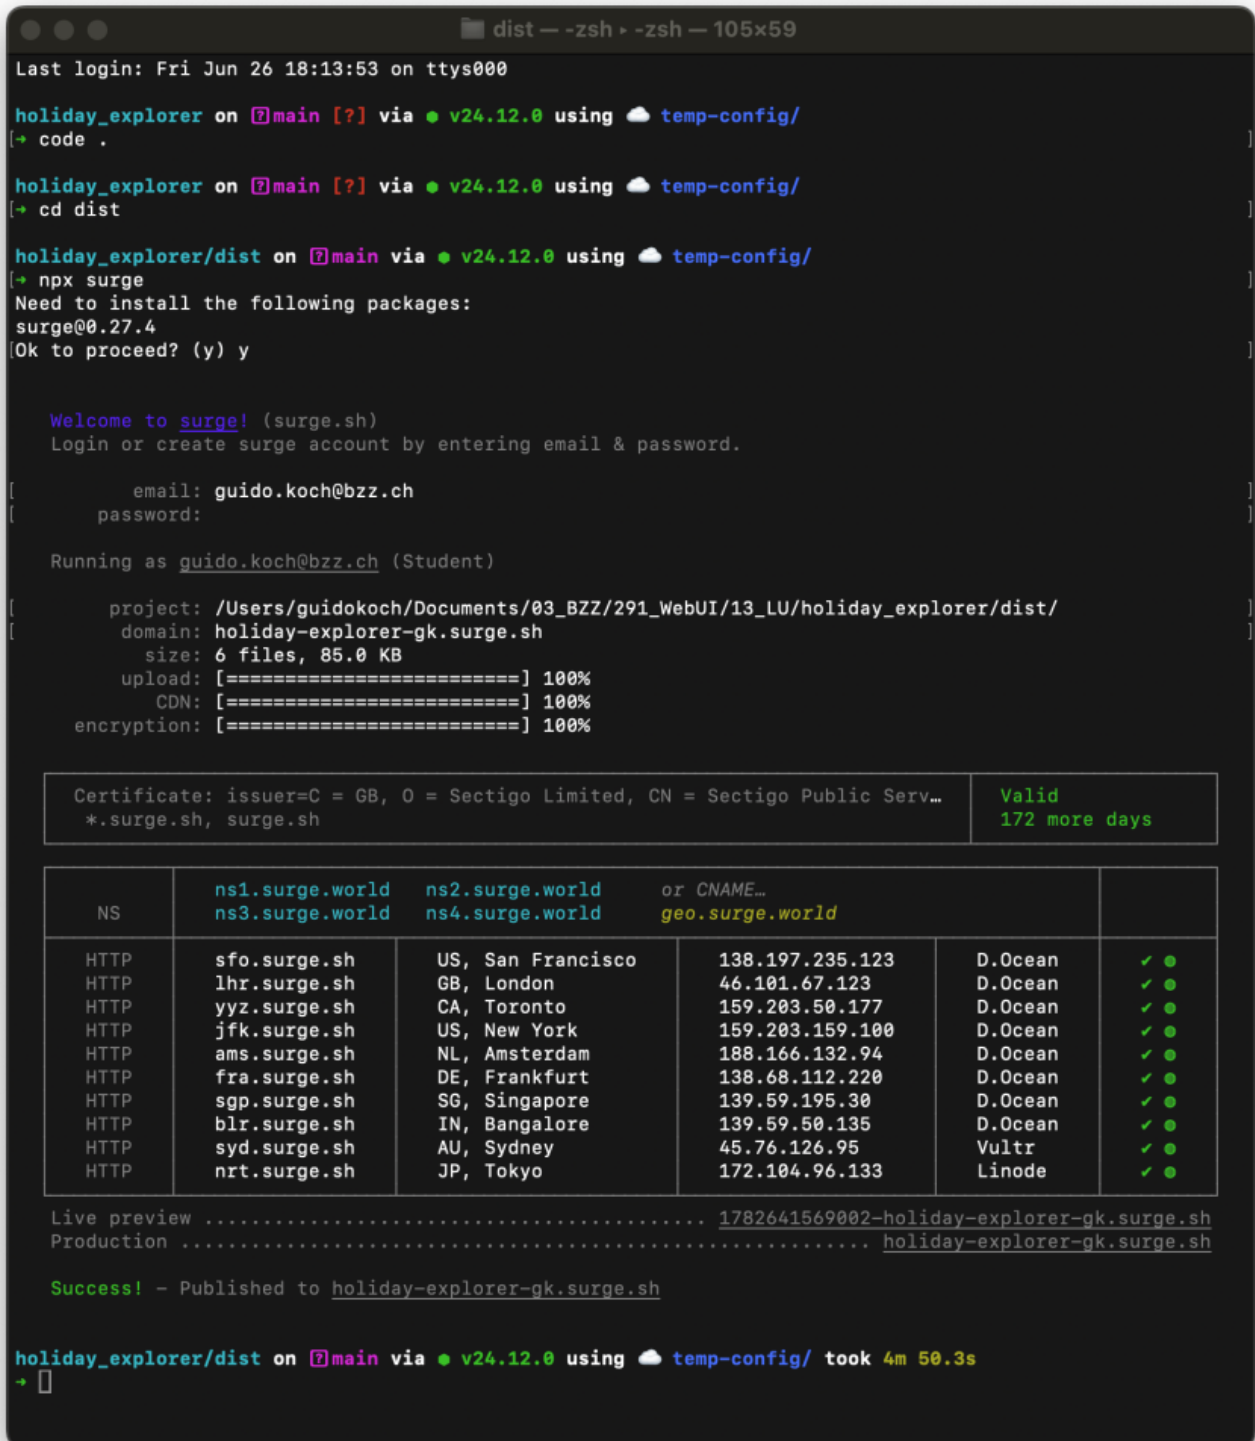 dist — -zsh ▸ -zsh — 105×59
Last login: Fri Jun 26 18:13:53 on ttys000
holiday_explorer on main [?] via v24.12.0 using temp-config/
→ code .
holiday_explorer on main [?] via v24.12.0 using temp-config/
→ cd dist
holiday_explorer/dist on main via v24.12.0 using temp-config/
→ npx surge
Need to install the following packages:
surge@0.27.4
Ok to proceed? (y) y
Welcome to surge! (surge.sh)
Login or create surge account by entering email & password.
email: guido.koch@bzz.ch
password:
Running as guido.koch@bzz.ch (Student)
project: /Users/guidokoch/Documents/03_BZZ/291_WebUI/13_LU/holiday_explorer/dist/
domain: holiday-explorer-gk.surge.sh
size: 6 files, 85.0 KB
upload: [=========================] 100%
CDN: [=========================] 100%
encryption: [=========================] 100%
Certificate: issuer=C = GB, O = Sectigo Limited, CN = Sectigo Public Serv… Valid
*.surge.sh, surge.sh 172 more days
ns1.surge.world ns2.surge.world or CNAME…
NS ns3.surge.world ns4.surge.world geo.surge.world
HTTP sfo.surge.sh US, San Francisco 138.197.235.123 D.Ocean ✔
HTTP lhr.surge.sh GB, London 46.101.67.123 D.Ocean ✔
HTTP yyz.surge.sh CA, Toronto 159.203.50.177 D.Ocean ✔
HTTP jfk.surge.sh US, New York 159.203.159.100 D.Ocean ✔
HTTP ams.surge.sh NL, Amsterdam 188.166.132.94 D.Ocean ✔
HTTP fra.surge.sh DE, Frankfurt 138.68.112.220 D.Ocean ✔
HTTP sgp.surge.sh SG, Singapore 139.59.195.30 D.Ocean ✔
HTTP blr.surge.sh IN, Bangalore 139.59.50.135 D.Ocean ✔
HTTP syd.surge.sh AU, Sydney 45.76.126.95 Vultr ✔
HTTP nrt.surge.sh JP, Tokyo 172.104.96.133 Linode ✔
Live preview ........................................... 1782641569002-holiday-explorer-gk.surge.sh
Production ........................................................... holiday-explorer-gk.surge.sh
Success! – Published to holiday-explorer-gk.surge.sh
holiday_explorer/dist on main via v24.12.0 using temp-config/ took 4m 50.3s
→